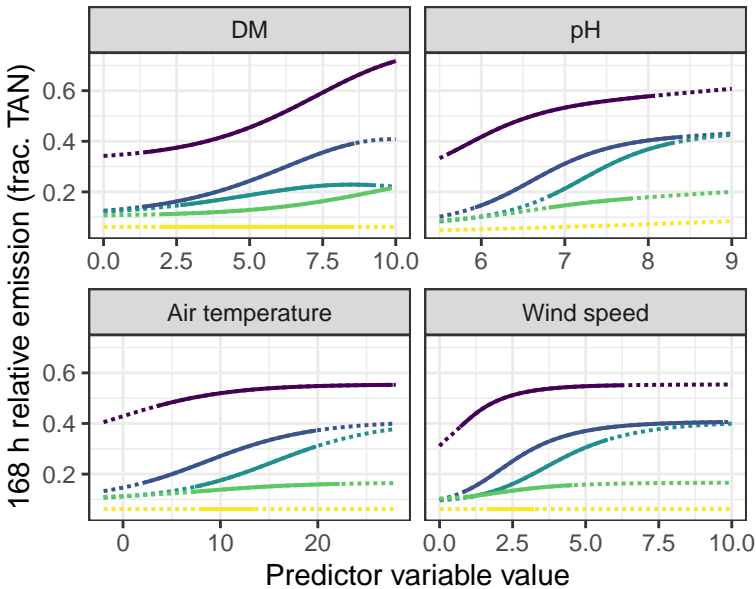 DM
pH
168 h relative emission (frac. TAN)
0.6
0.4
0.2
0.0 2.5 5.0 7.5 10.0
6 7 8 9
Air temperature
Wind speed
0.6
0.4
0.2
0 10 20
0.0 2.5 5.0 7.5 10.0
Predictor variable value